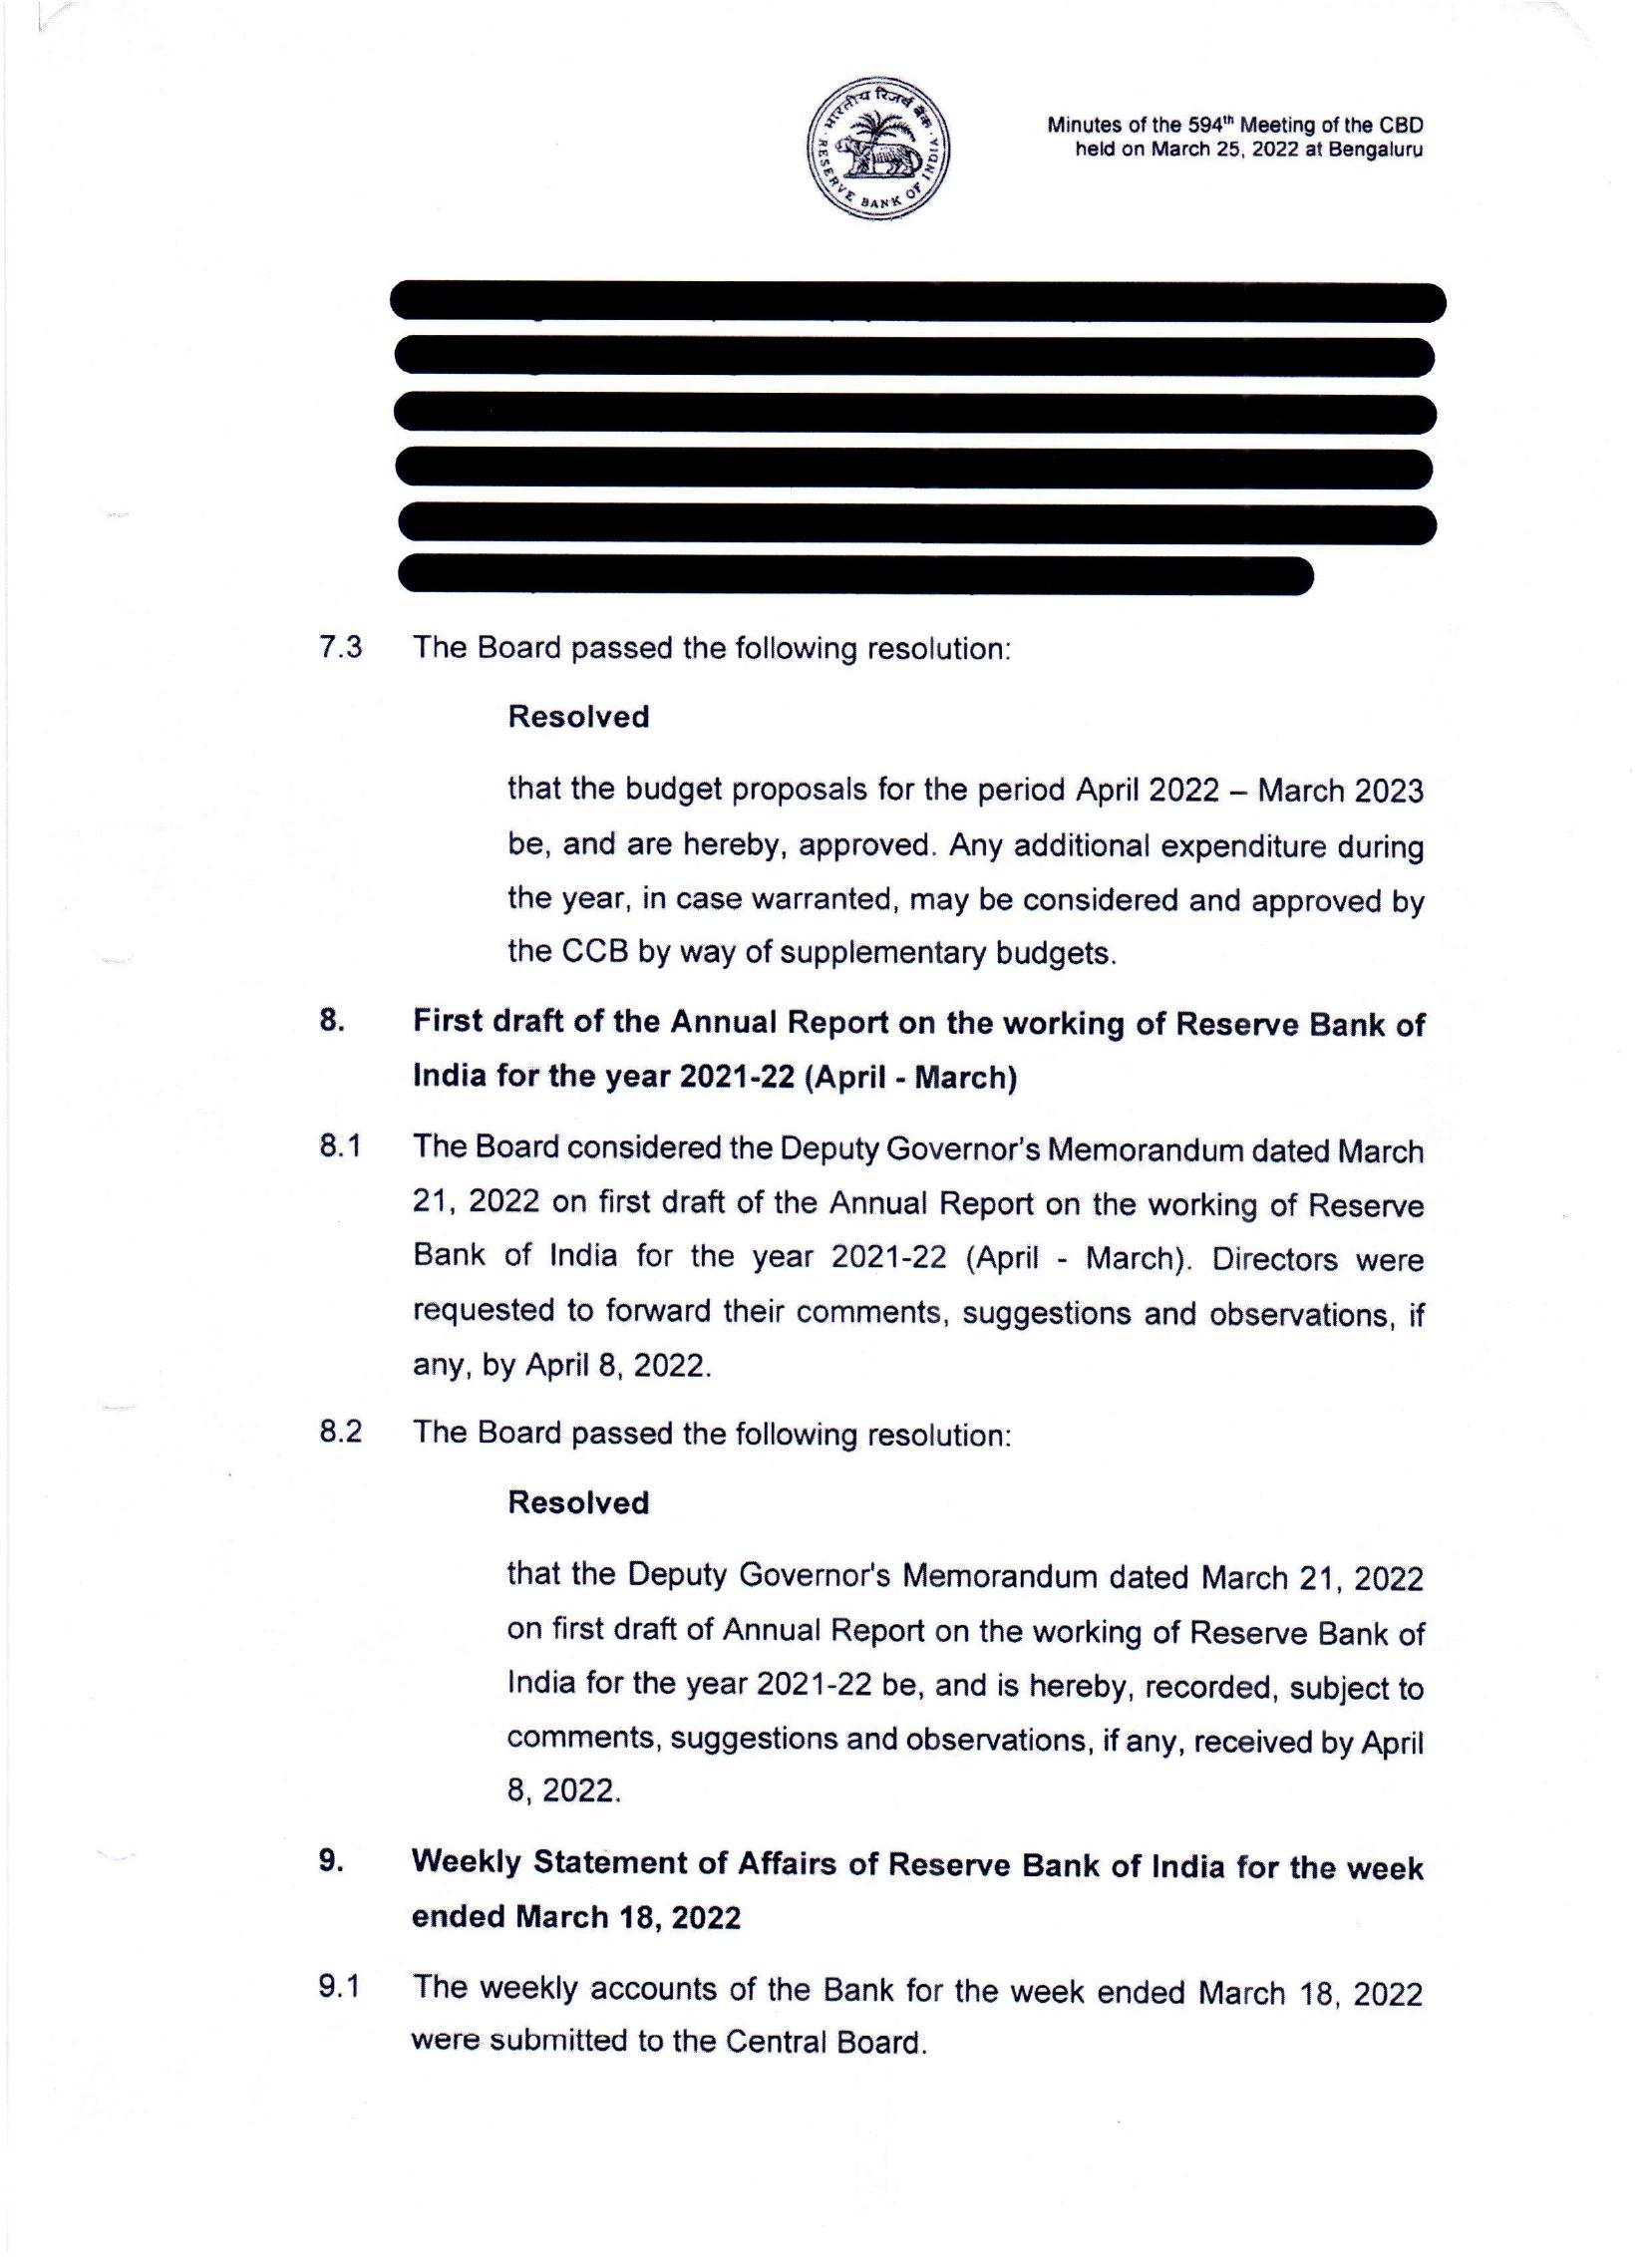 भारतीय रिज़र्व बैंक
RESERVE BANK OF INDIA
Minutes of the 594th Meeting of the CBD
held on March 25, 2022 at Bengaluru
7.3 The Board passed the following resolution:
Resolved
that the budget proposals for the period April 2022 – March 2023
be, and are hereby, approved. Any additional expenditure during
the year, in case warranted, may be considered and approved by
the CCB by way of supplementary budgets.
8. First draft of the Annual Report on the working of Reserve Bank of
India for the year 2021-22 (April - March)
8.1 The Board considered the Deputy Governor's Memorandum dated March
21, 2022 on first draft of the Annual Report on the working of Reserve
Bank of India for the year 2021-22 (April - March). Directors were
requested to forward their comments, suggestions and observations, if
any, by April 8, 2022.
8.2 The Board passed the following resolution:
Resolved
that the Deputy Governor's Memorandum dated March 21, 2022
on first draft of Annual Report on the working of Reserve Bank of
India for the year 2021-22 be, and is hereby, recorded, subject to
comments, suggestions and observations, if any, received by April
8, 2022.
9. Weekly Statement of Affairs of Reserve Bank of India for the week
ended March 18, 2022
9.1 The weekly accounts of the Bank for the week ended March 18, 2022
were submitted to the Central Board.